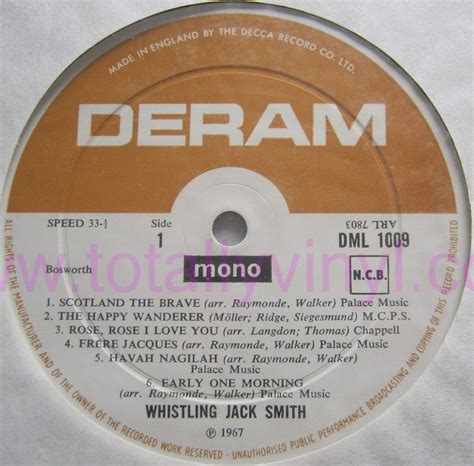 MADE IN ENGLAND BY THE DECCA RECORD CO. LTD.
DERAM
SPEED 33-⅓
Side
1
ARL 7803
DML 1009
Bosworth
mono
N.C.B.
www.totallyvinyl.co
1. SCOTLAND THE BRAVE (arr. Raymonde, Walker) Palace Music
2. THE HAPPY WANDERER (Möller; Ridge, Siegesmund) M.C.P.S.
3. ROSE, ROSE I LOVE YOU (arr. Langdon; Thomas) Chappell
4. FRÈRE JACQUES (arr. Raymonde, Walker) Palace Music
5. HAVAH NAGILAH (arr. Raymonde, Walker)
Palace Music
6. EARLY ONE MORNING
(arr. Raymonde, Walker) Palace Music
WHISTLING JACK SMITH
℗ 1967
ALL RIGHTS OF THE MANUFACTURER AND OF THE OWNER OF THE RECORDED WORK RESERVED - UNAUTHORISED PUBLIC PERFORMANCE, BROADCASTING AND COPYING OF THIS RECORD PROHIBITED